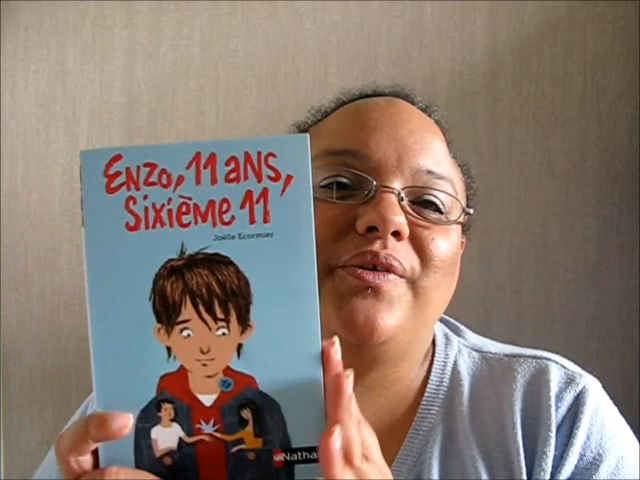 Enzo, 11 ans,
Sixième 11
Joëlle Ecormier
Nathan